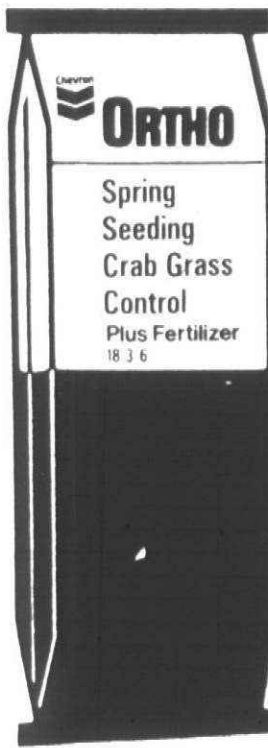 Chevron
ORTHO
Spring
Seeding
Crab Grass
Control
Plus Fertilizer
18 3 6